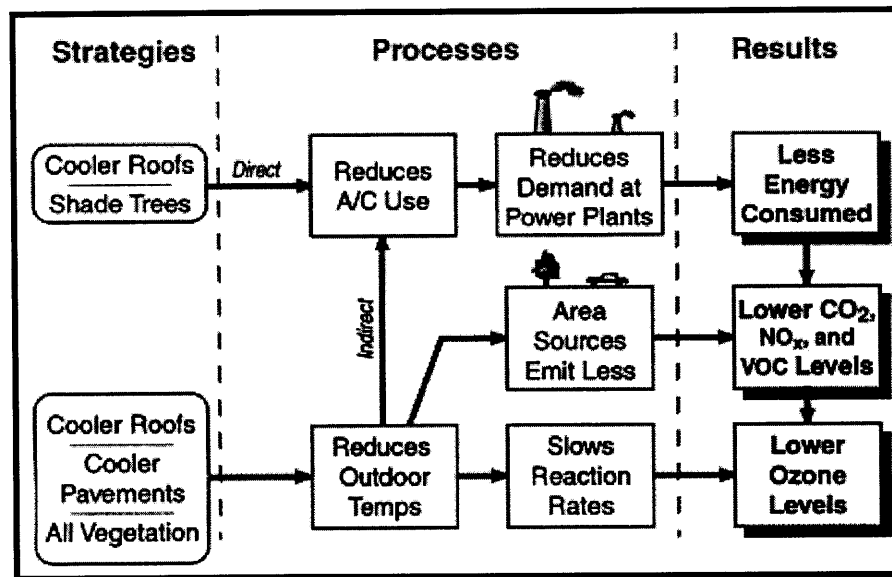 Strategies
Processes
Results
Cooler Roofs
Shade Trees
Direct
Reduces
A/C Use
Reduces
Demand at
Power Plants
Less
Energy
Consumed
Indirect
Area
Sources
Emit Less
Lower CO₂,
NOₓ, and
VOC Levels
Cooler Roofs
Cooler
Pavements
All Vegetation
Reduces
Outdoor
Temps
Slows
Reaction
Rates
Lower
Ozone
Levels